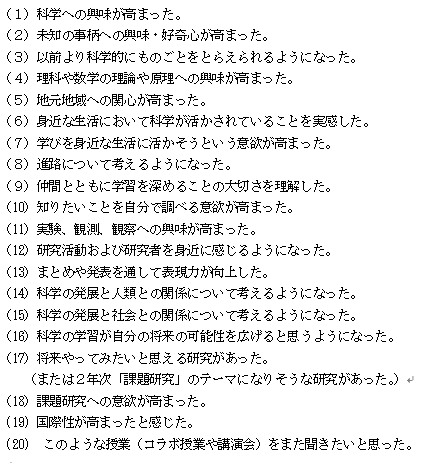 (1) 科学への興味が高まった。
(2) 未知の事柄への興味・好奇心が高まった。
(3) 以前より科学的にものごとをとらえられるようになった。
(4) 理科や数学の理論や原理への興味が高まった。
(5) 地元地域への関心が高まった。
(6) 身近な生活において科学が活かされていることを実感した。
(7) 学びを身近な生活に活かそうという意欲が高まった。
(8) 進路について考えるようになった。
(9) 仲間とともに学習を深めることの大切さを理解した。
(10) 知りたいことを自分で調べる意欲が高まった。
(11) 実験、観測、観察への興味が高まった。
(12) 研究活動および研究者を身近に感じるようになった。
(13) まとめや発表を通して表現力が向上した。
(14) 科学の発展と人類との関係について考えるようになった。
(15) 科学の発展と社会との関係について考えるようになった。
(16) 科学の学習が自分の将来の可能性を広げると思うようになった。
(17) 将来やってみたいと思える研究があった。
(または２年次「課題研究」のテーマになりそうな研究があった。)↵
(18) 課題研究への意欲が高まった。
(19) 国際性が高まったと感じた。
(20)　このような授業（コラボ授業や講演会）をまた聞きたいと思った。